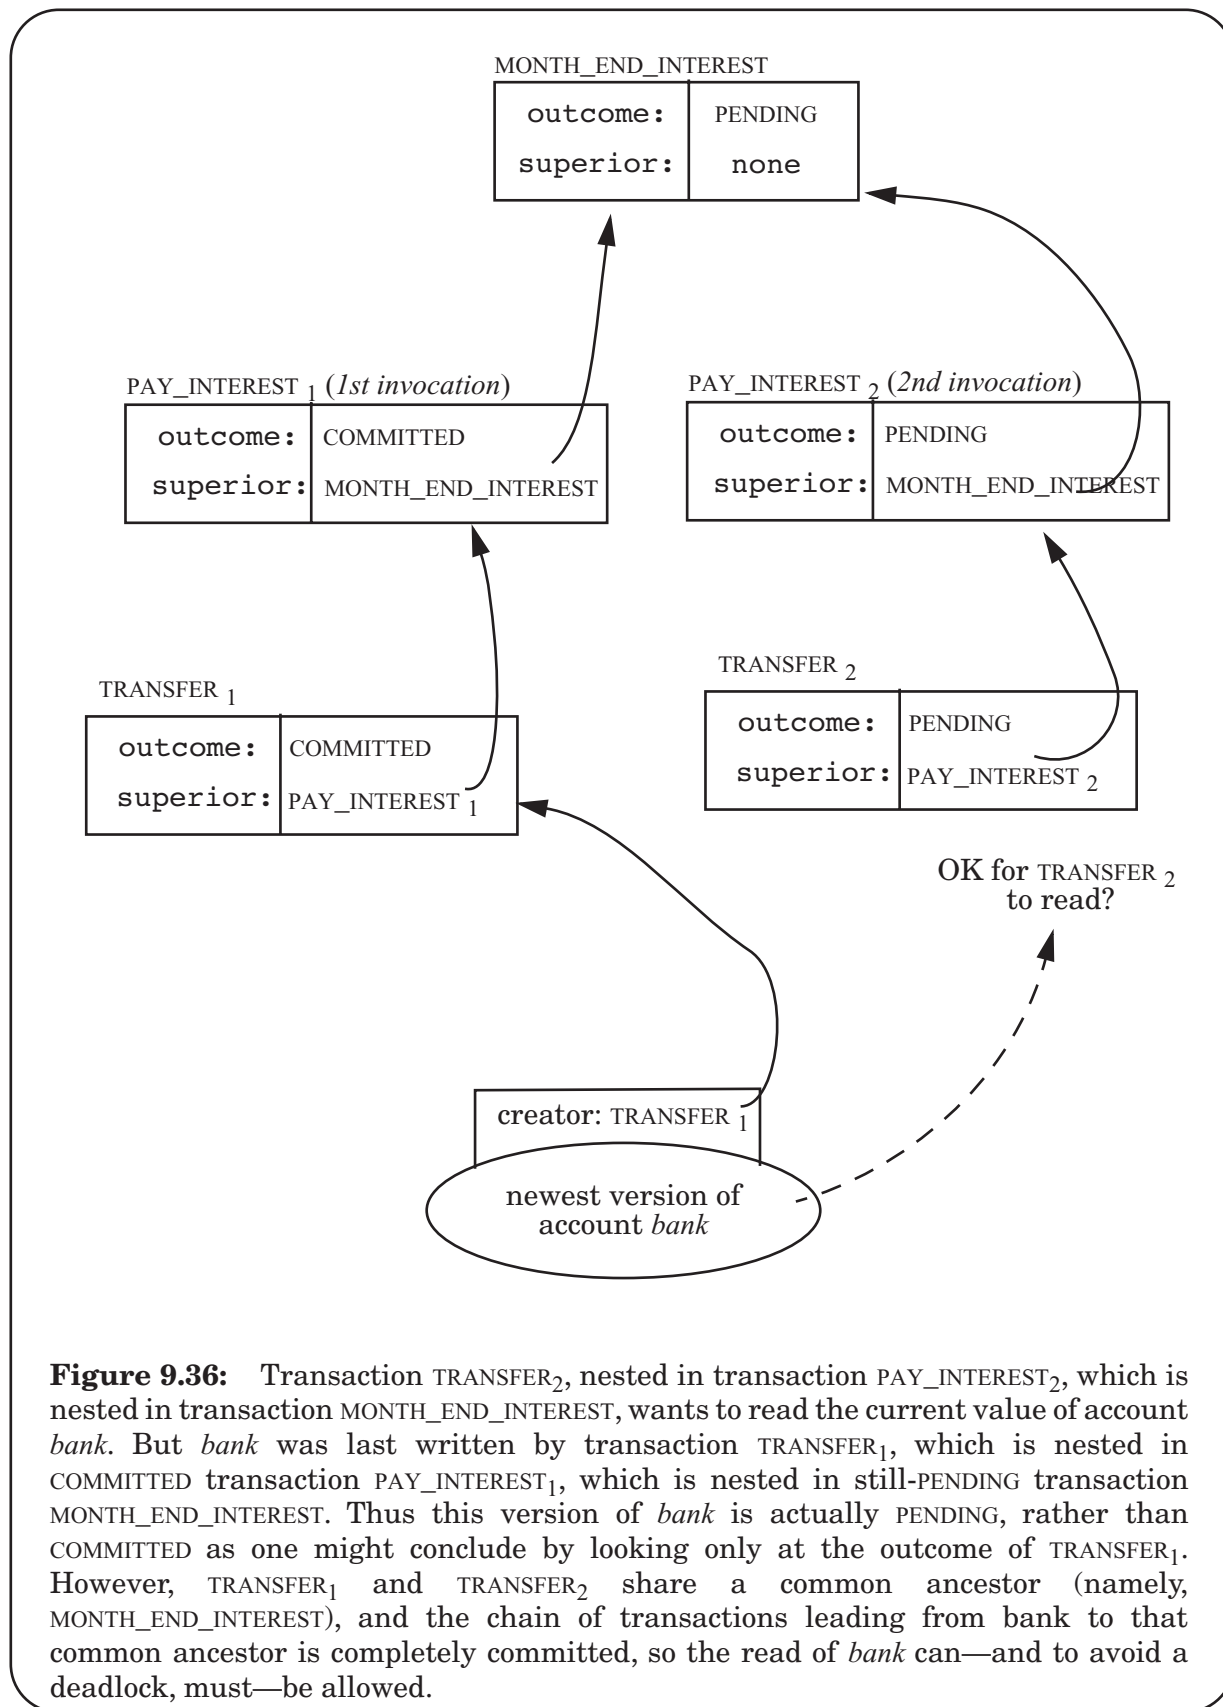 MONTH_END_INTEREST
outcome: PENDING
superior: none
PAY_INTEREST 1 (1st invocation)
outcome: COMMITTED
superior: MONTH_END_INTEREST
PAY_INTEREST 2 (2nd invocation)
outcome: PENDING
superior: MONTH_END_INTEREST
TRANSFER 1
outcome: COMMITTED
superior: PAY_INTEREST 1
TRANSFER 2
outcome: PENDING
superior: PAY_INTEREST 2
OK for TRANSFER 2
to read?
creator: TRANSFER 1
newest version of
account bank
Figure 9.36: Transaction TRANSFER2, nested in transaction PAY_INTEREST2, which is
nested in transaction MONTH_END_INTEREST, wants to read the current value of account
bank. But bank was last written by transaction TRANSFER1, which is nested in
COMMITTED transaction PAY_INTEREST1, which is nested in still-PENDING transaction
MONTH_END_INTEREST. Thus this version of bank is actually PENDING, rather than
COMMITTED as one might conclude by looking only at the outcome of TRANSFER1.
However, TRANSFER1 and TRANSFER2 share a common ancestor (namely,
MONTH_END_INTEREST), and the chain of transactions leading from bank to that
common ancestor is completely committed, so the read of bank can—and to avoid a
deadlock, must—be allowed.